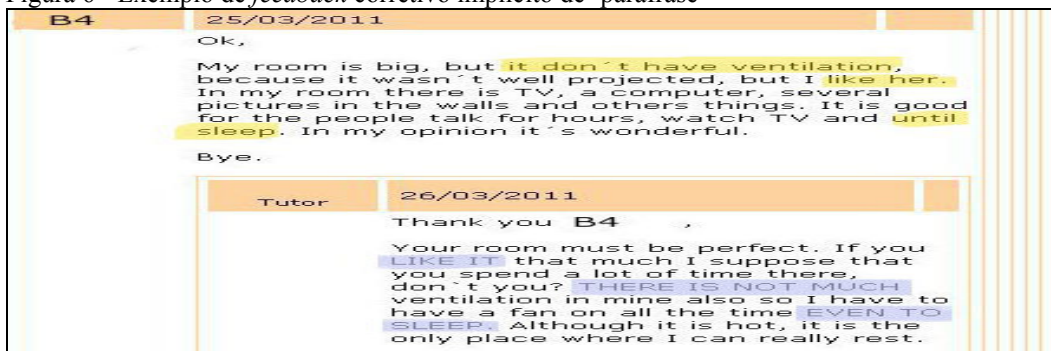 Figura 6 - Exemplo de feedback corretivo implícito de paráfrase
B4 25/03/2011
Ok,
My room is big, but it don´t have ventilation,
because it wasn´t well projected, but I like her.
In my room there is TV, a computer, several
pictures in the walls and others things. It is good
for the people talk for hours, watch TV and until
sleep. In my opinion it´s wonderful.
Bye.
Tutor 26/03/2011
Thank you B4 ,
Your room must be perfect. If you
LIKE IT that much I suppose that
you spend a lot of time there,
don`t you? THERE IS NOT MUCH
ventilation in mine also so I have to
have a fan on all the time EVEN TO
SLEEP. Although it is hot, it is the
only place where I can really rest.